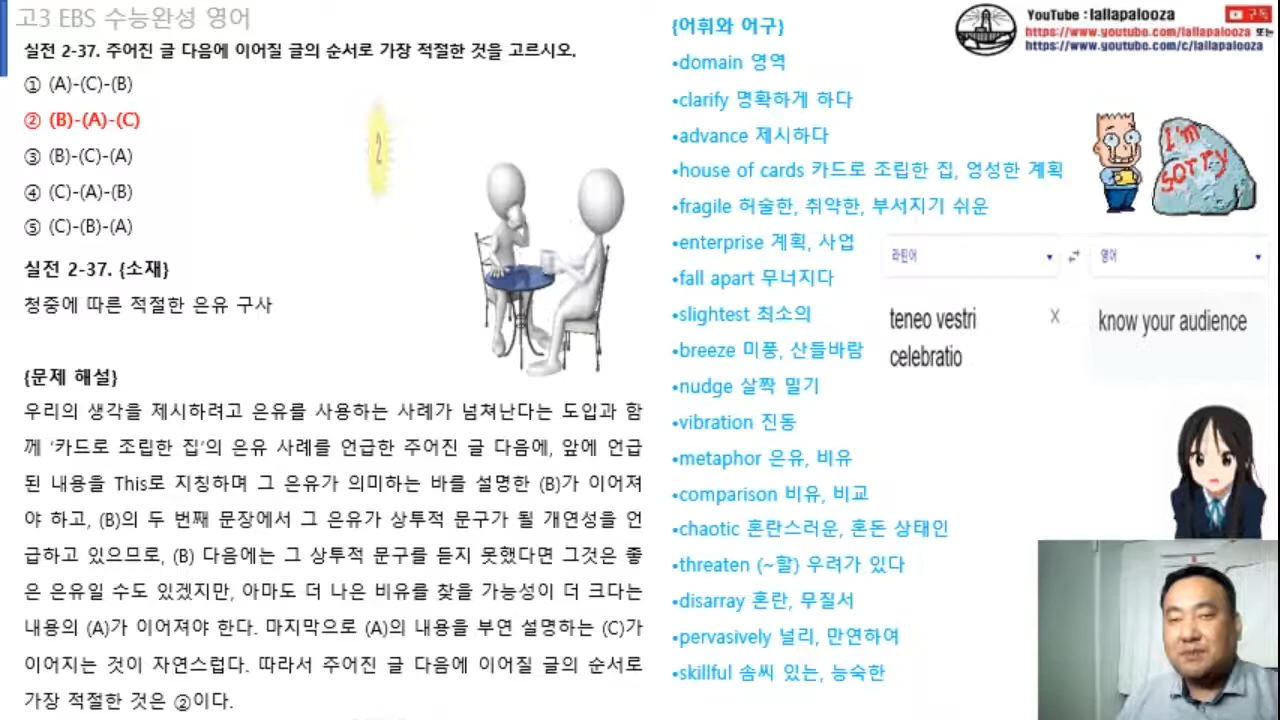 고3 EBS 수능완성 영어
실전 2-37. 주어진 글 다음에 이어질 글의 순서로 가장 적절한 것을 고르시오.
① (A)-(C)-(B)
② (B)-(A)-(C)
③ (B)-(C)-(A)
④ (C)-(A)-(B)
⑤ (C)-(B)-(A)
2
실전 2-37. {소재}
청중에 따른 적절한 은유 구사
{문제 해설}
우리의 생각을 제시하려고 은유를 사용하는 사례가 넘쳐난다는 도입과 함
께 ‘카드로 조립한 집’의 은유 사례를 언급한 주어진 글 다음에, 앞에 언급
된 내용을 This로 지칭하며 그 은유가 의미하는 바를 설명한 (B)가 이어져
야 하고, (B)의 두 번째 문장에서 그 은유가 상투적 문구가 될 개연성을 언
급하고 있으므로, (B) 다음에는 그 상투적 문구를 듣지 못했다면 그것은 좋
은 은유일 수도 있겠지만, 아마도 더 나은 비유를 찾을 가능성이 더 크다는
내용의 (A)가 이어져야 한다. 마지막으로 (A)의 내용을 부연 설명하는 (C)가
이어지는 것이 자연스럽다. 따라서 주어진 글 다음에 이어질 글의 순서로
가장 적절한 것은 ②이다.
{어휘와 어구}
•domain 영역
•clarify 명확하게 하다
•advance 제시하다
•house of cards 카드로 조립한 집, 엉성한 계획
•fragile 허술한, 취약한, 부서지기 쉬운
•enterprise 계획, 사업
•fall apart 무너지다
•slightest 최소의
•breeze 미풍, 산들바람
•nudge 살짝 밀기
•vibration 진동
•metaphor 은유, 비유
•comparison 비유, 비교
•chaotic 혼란스러운, 혼돈 상태인
•threaten (~할) 우려가 있다
•disarray 혼란, 무질서
•pervasively 널리, 만연하여
•skillful 솜씨 있는, 능숙한
YouTube : lallapalooza
구독
https://www.youtube.com/lallapalooza 또는
https://www.youtube.com/c/lallapalooza
I'm
SORRY
라틴어
영어
teneo vestri
celebratio
X
know your audience